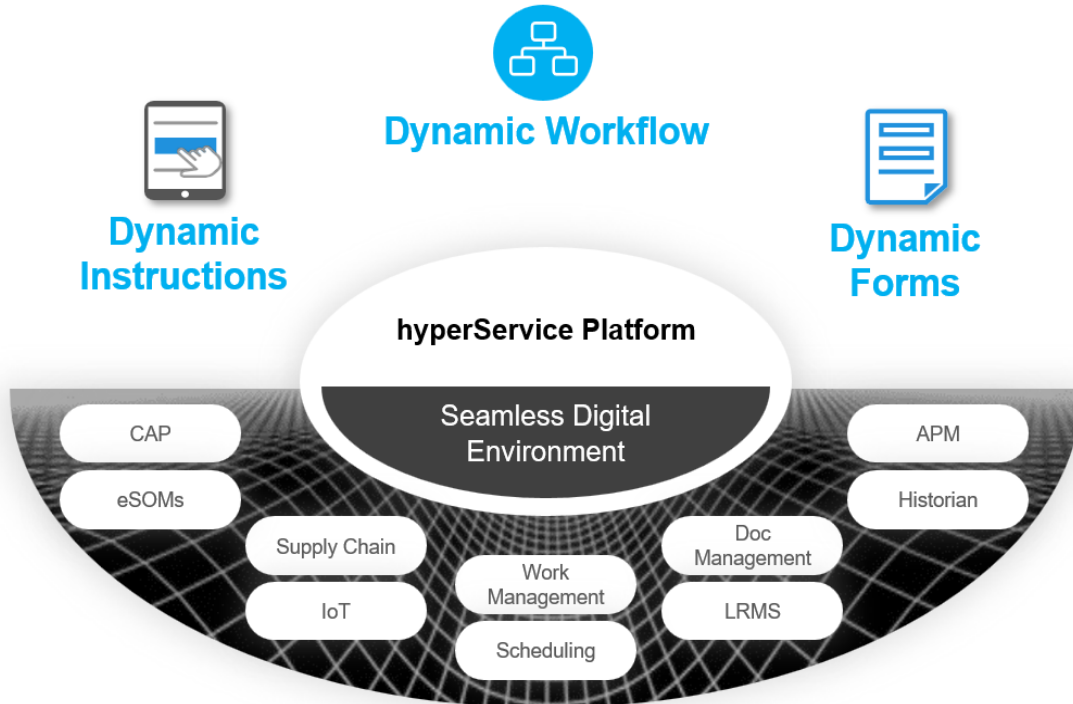 Dynamic Workflow
Dynamic
Instructions
Dynamic
Forms
hyperService Platform
Seamless Digital
Environment
CAP
eSOMs
Supply Chain
IoT
Work
Management
Scheduling
Doc
Management
LRMS
APM
Historian